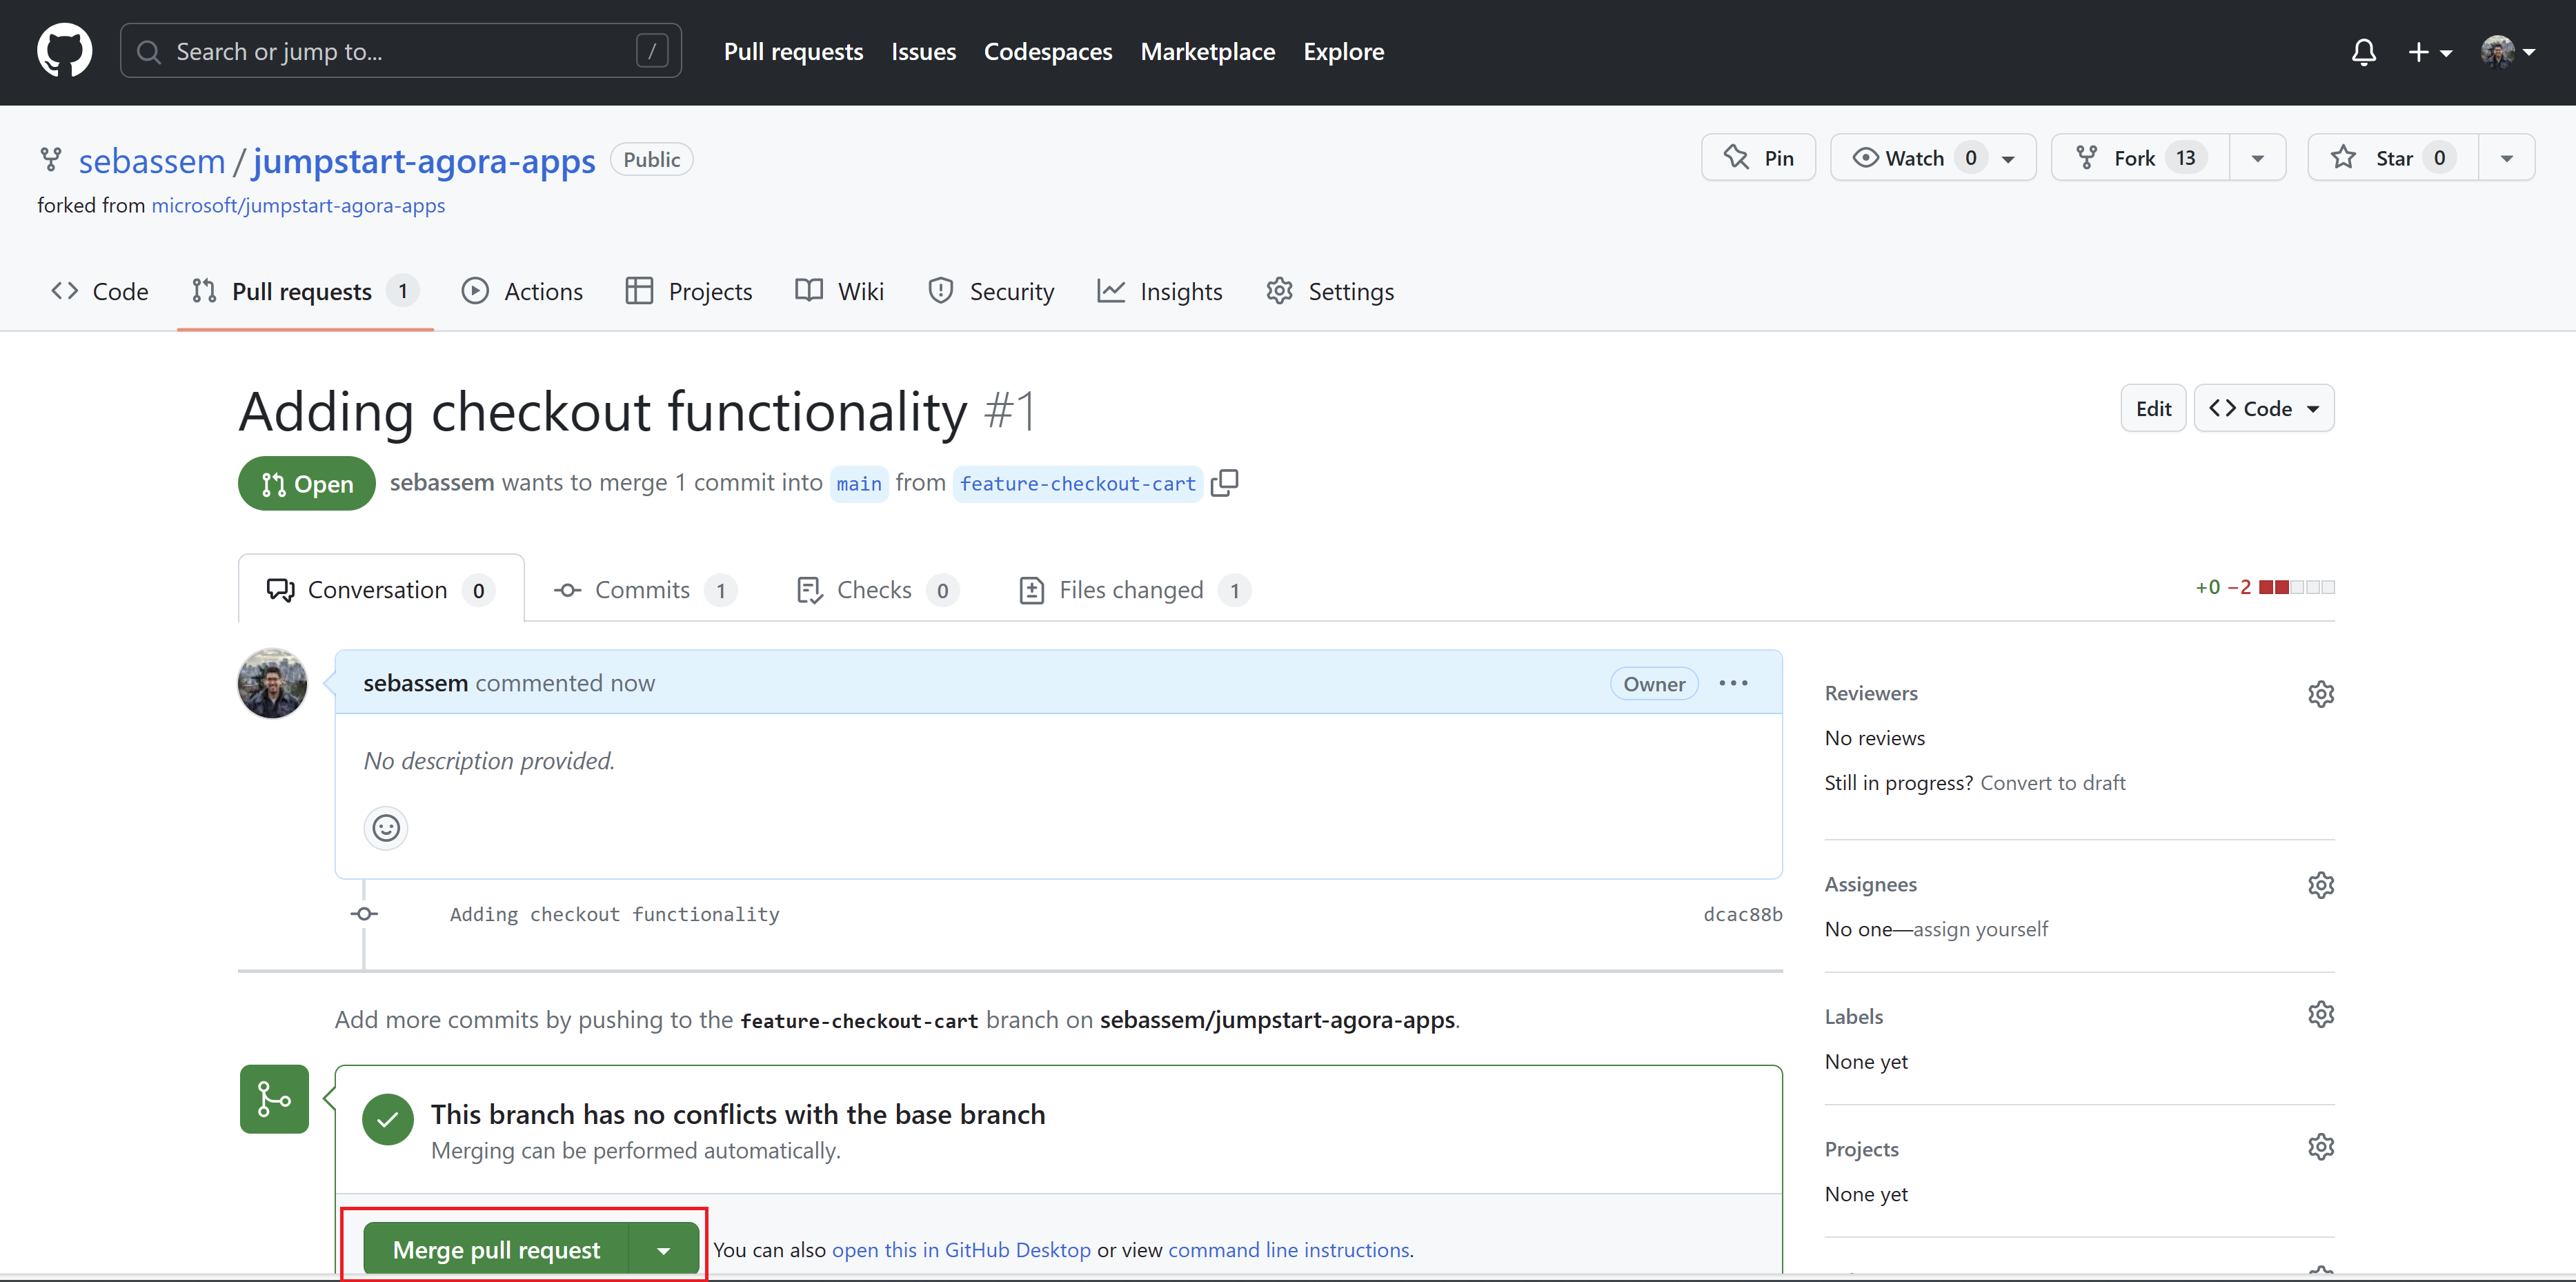 Search or jump to... / Pull requests Issues Codespaces Marketplace Explore
sebassem / jumpstart-agora-apps Public Pin Watch 0 Fork 13 Star 0
forked from microsoft/jumpstart-agora-apps
Code Pull requests 1 Actions Projects Wiki Security Insights Settings
Adding checkout functionality #1 Edit Code
Open sebassem wants to merge 1 commit into main from feature-checkout-cart
Conversation 0 Commits 1 Checks 0 Files changed 1 +0 −2
sebassem commented now Owner
No description provided.
Adding checkout functionality dcac88b
Add more commits by pushing to the feature-checkout-cart branch on sebassem/jumpstart-agora-apps.
This branch has no conflicts with the base branch
Merging can be performed automatically.
Merge pull request You can also open this in GitHub Desktop or view command line instructions.
Reviewers
No reviews
Still in progress? Convert to draft
Assignees
No one—assign yourself
Labels
None yet
Projects
None yet